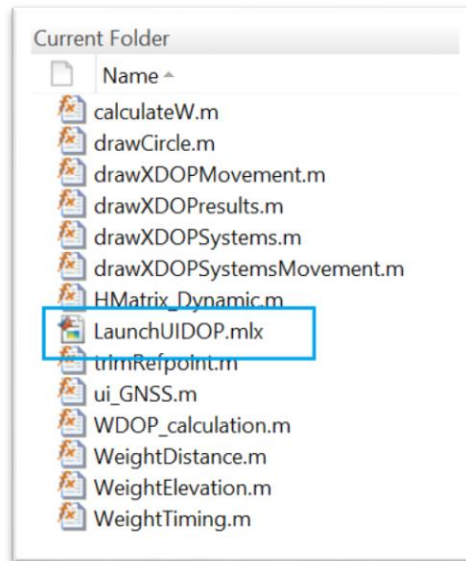 Current Folder
Name
calculateW.m
drawCircle.m
drawXDOPMovement.m
drawXDOPresults.m
drawXDOPSystems.m
drawXDOPSystemsMovement.m
HMatrix_Dynamic.m
LaunchUIDOP.mlx
trimRefpoint.m
ui_GNSS.m
WDOP_calculation.m
WeightDistance.m
WeightElevation.m
WeightTiming.m